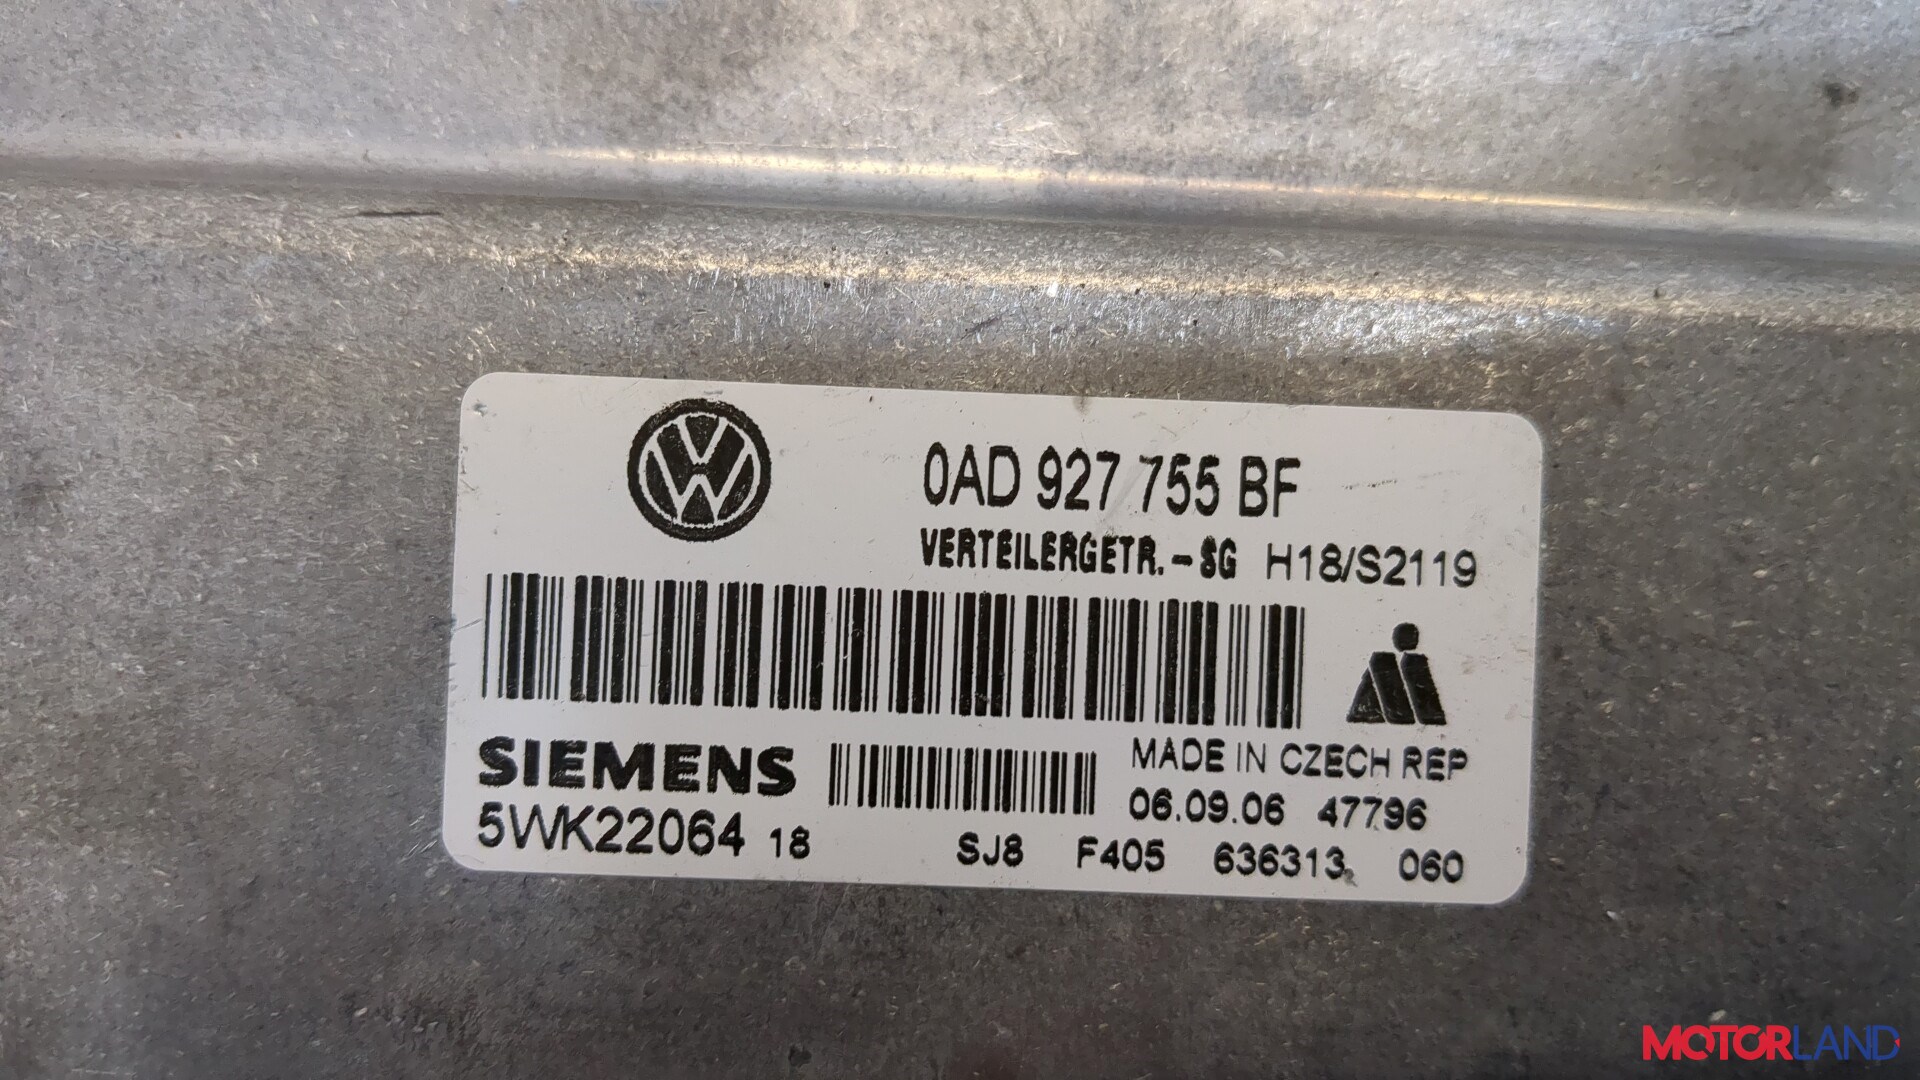 0AD 927 755 BF
VERTEILERGETR.-SG H18/S2119
SIEMENS
MADE IN CZECH REP
06.09.06 47796
5WK22064 18
SJ8 F405 636313 060
MOTORLAND